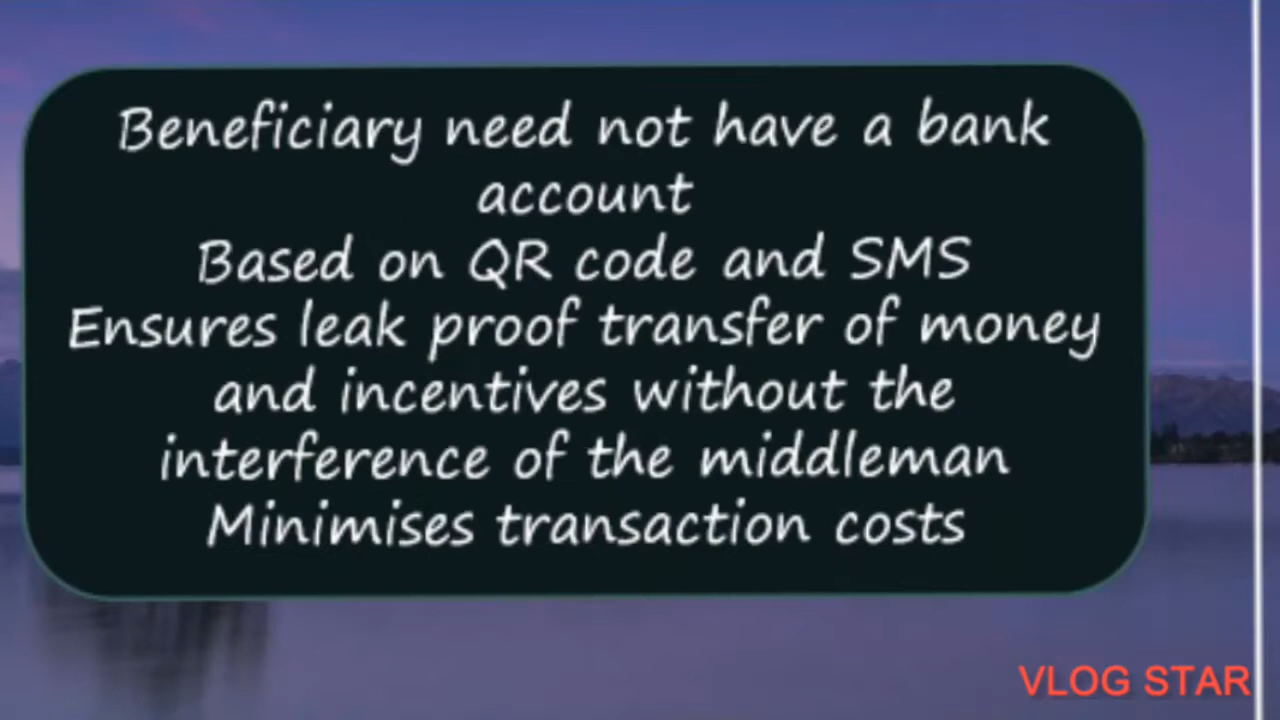 Beneficiary need not have a bank
account
Based on QR code and SMS
Ensures leak proof transfer of money
and incentives without the
interference of the middleman
Minimises transaction costs
VLOG STAR